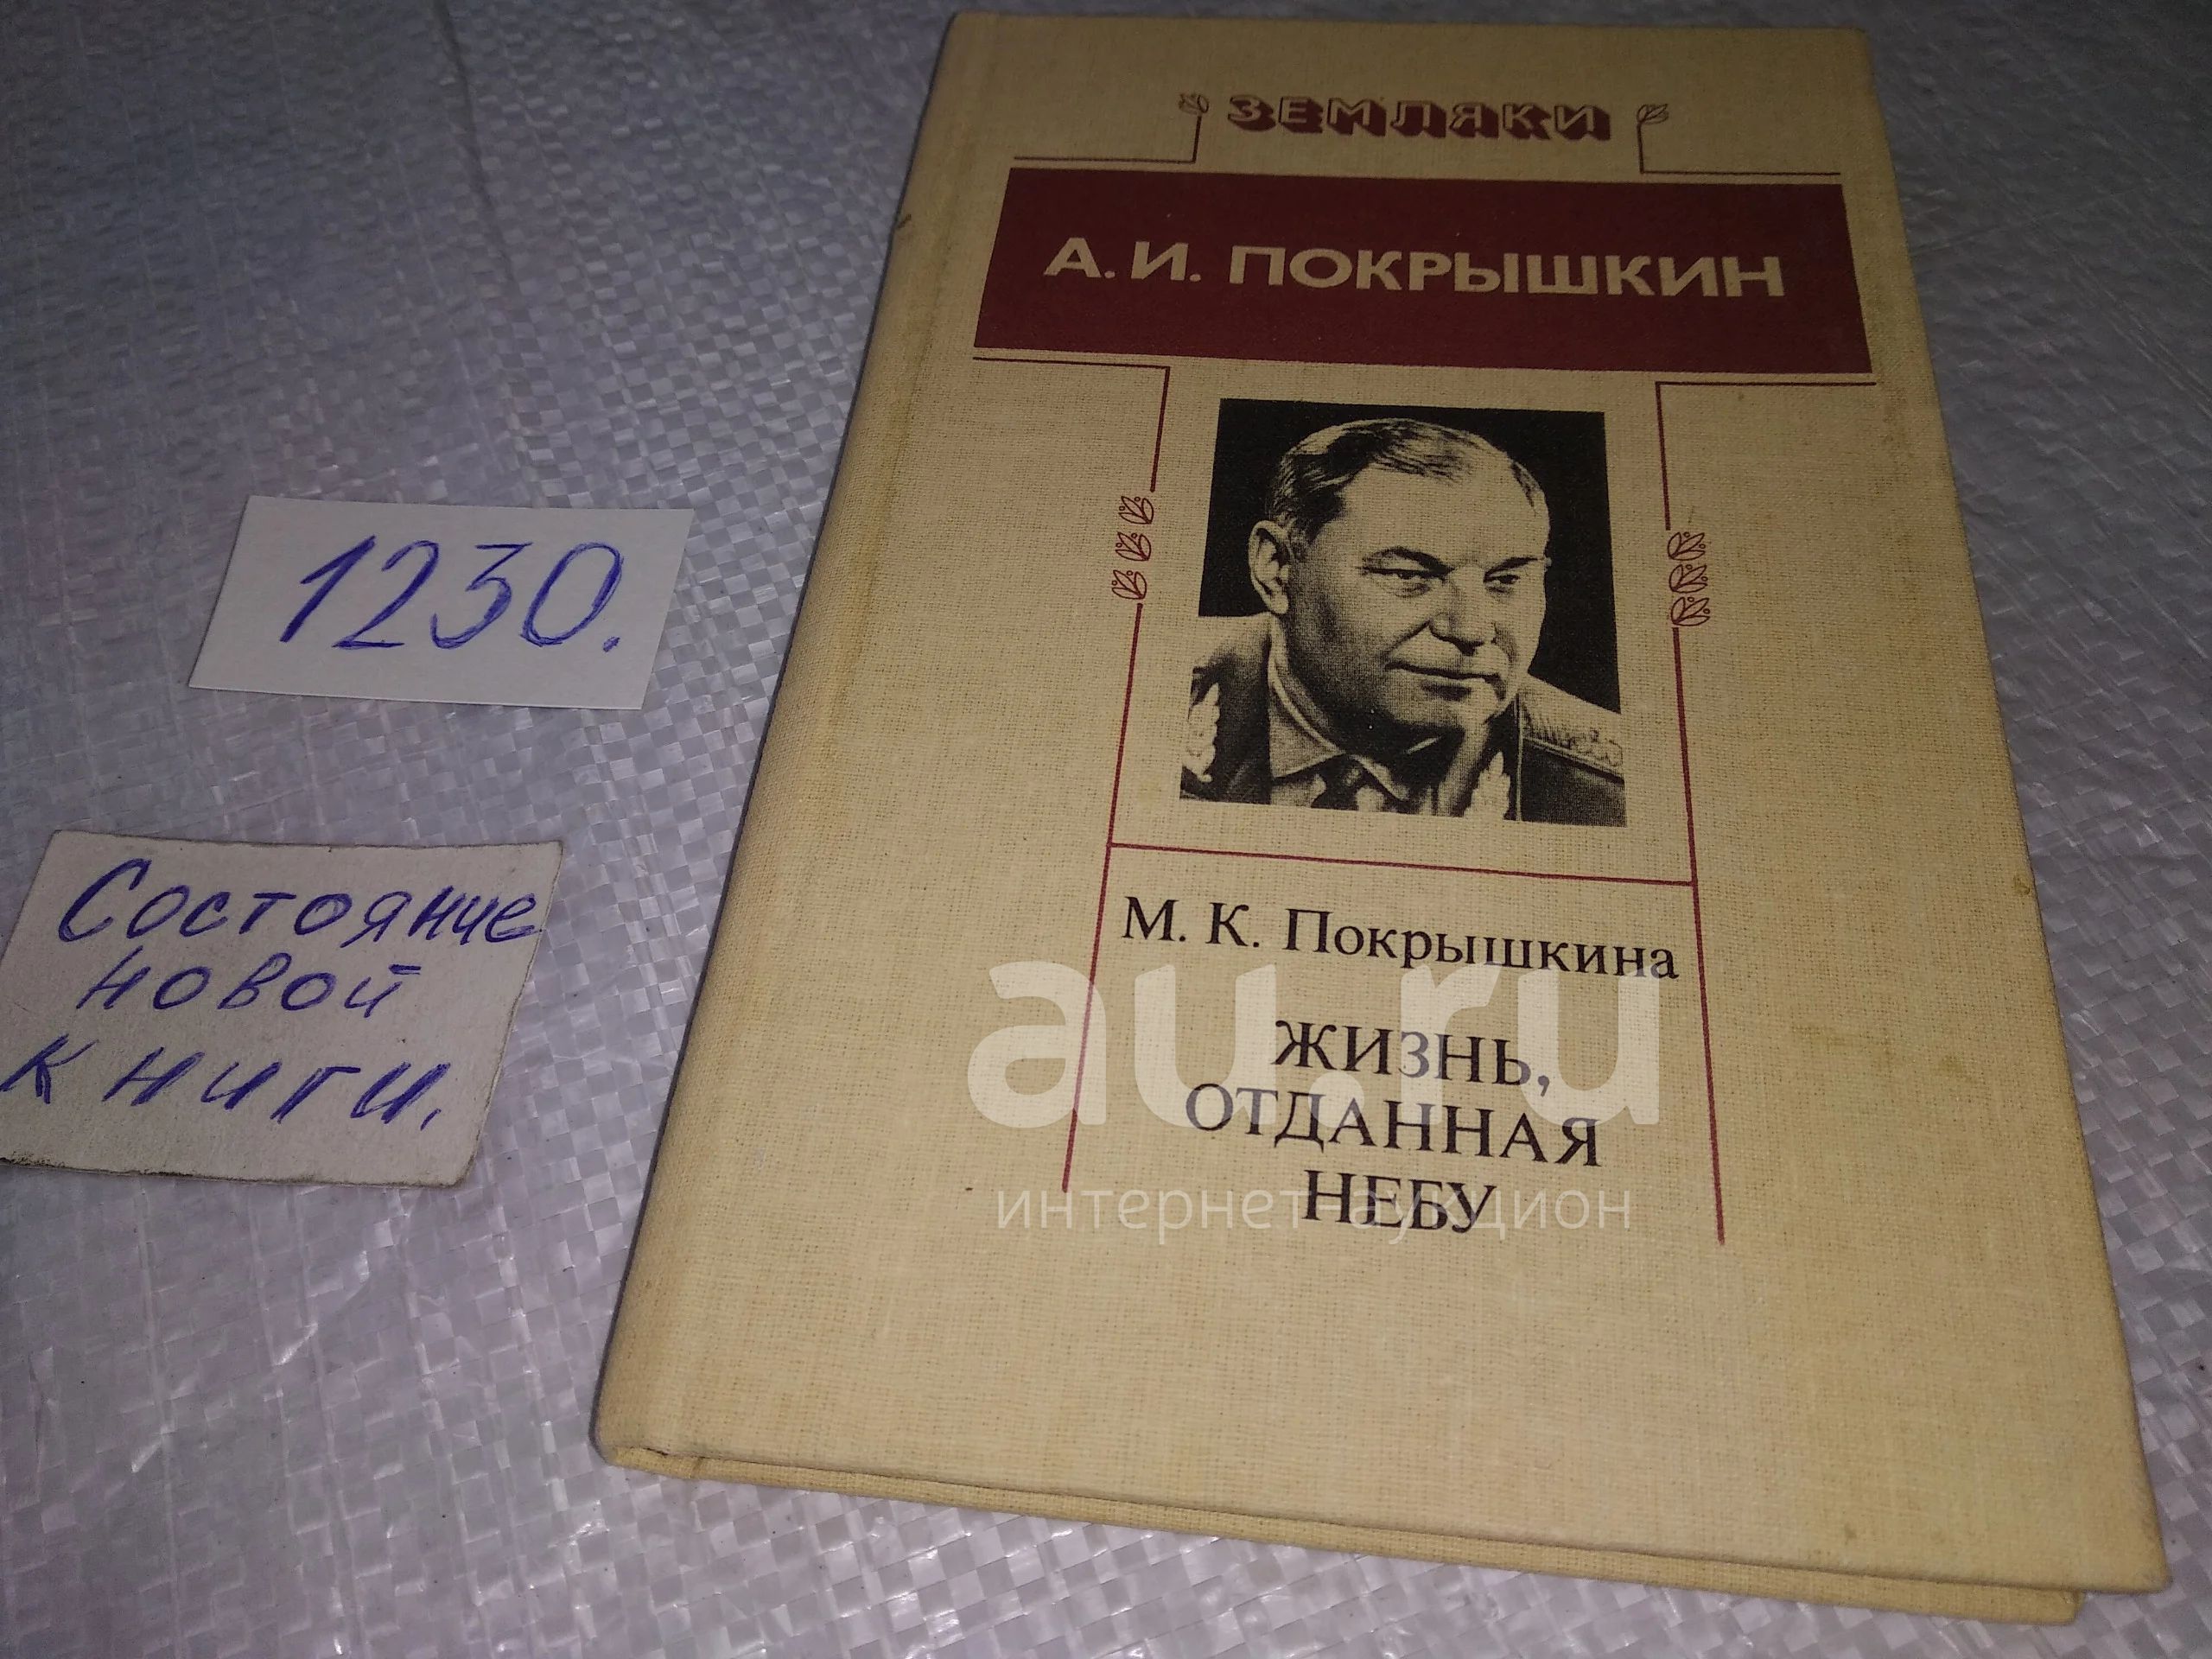 ЗЕМЛЯКИ
А. И. ПОКРЫШКИН
1230.
Состояние
новой
книги.
М. К. Покрышкина
ЖИЗНЬ,
ОТДАННАЯ
НЕБУ
au.ru
интернет-аукцион